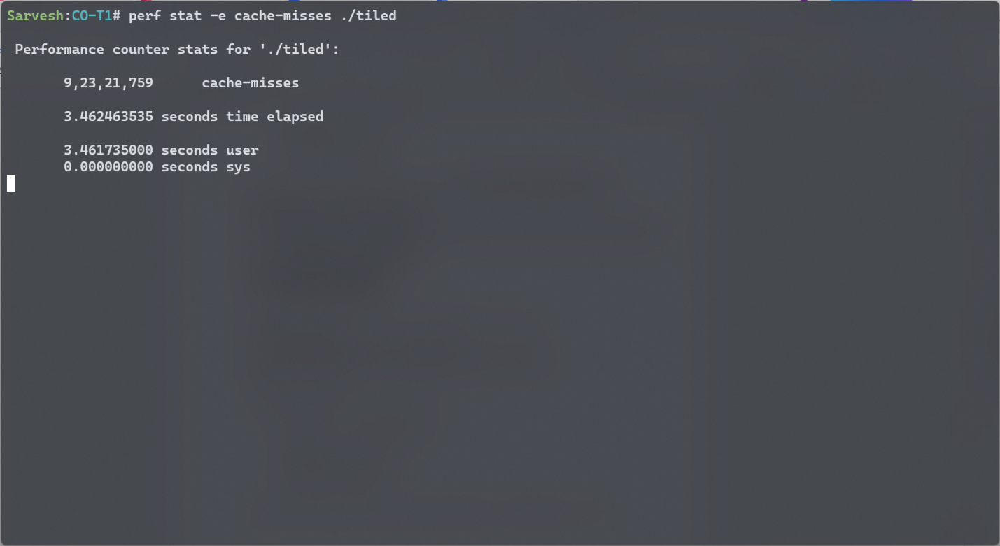 Sarvesh:CO-T1# perf stat -e cache-misses ./tiled
Performance counter stats for './tiled':
9,23,21,759 cache-misses
3.462463535 seconds time elapsed
3.461735000 seconds user
0.000000000 seconds sys